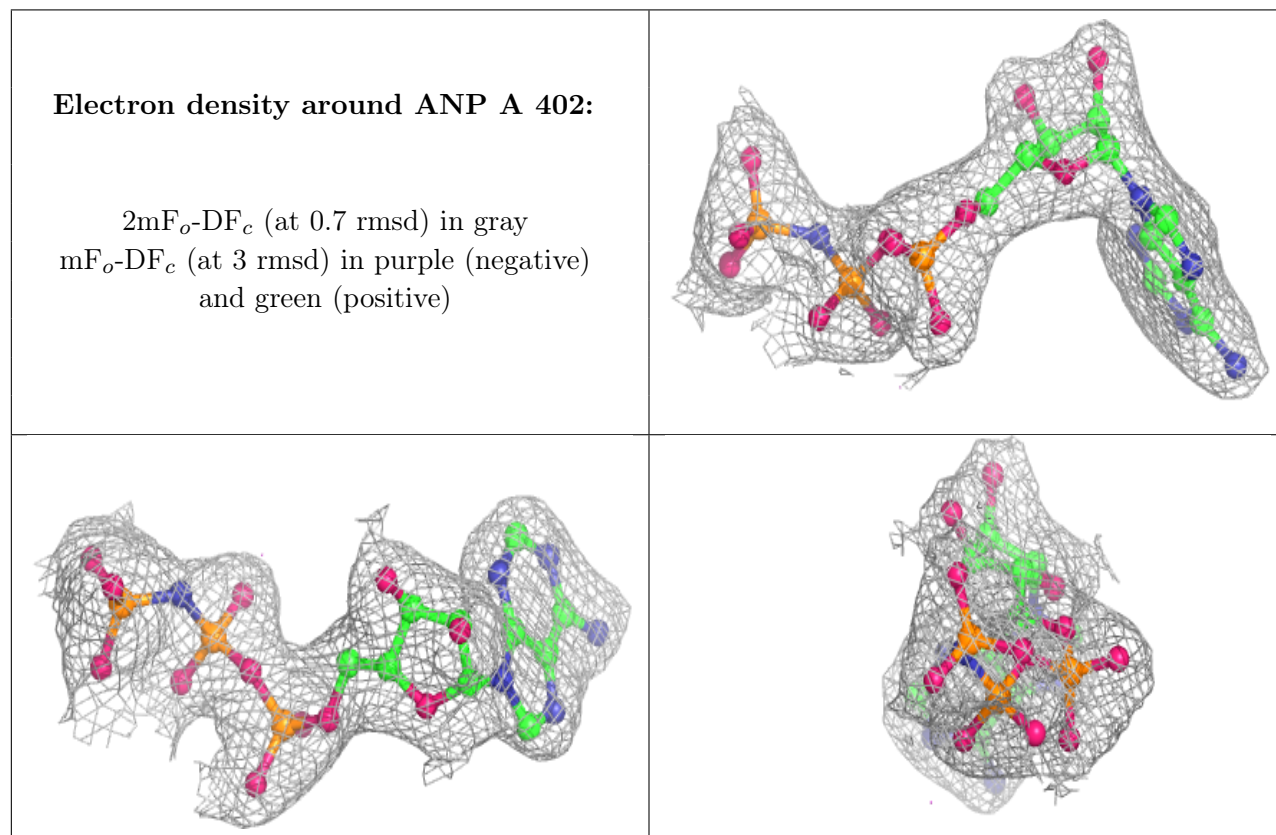 Electron density around ANP A 402:
2mFo-DFc (at 0.7 rmsd) in gray
mFo-DFc (at 3 rmsd) in purple (negative)
and green (positive)